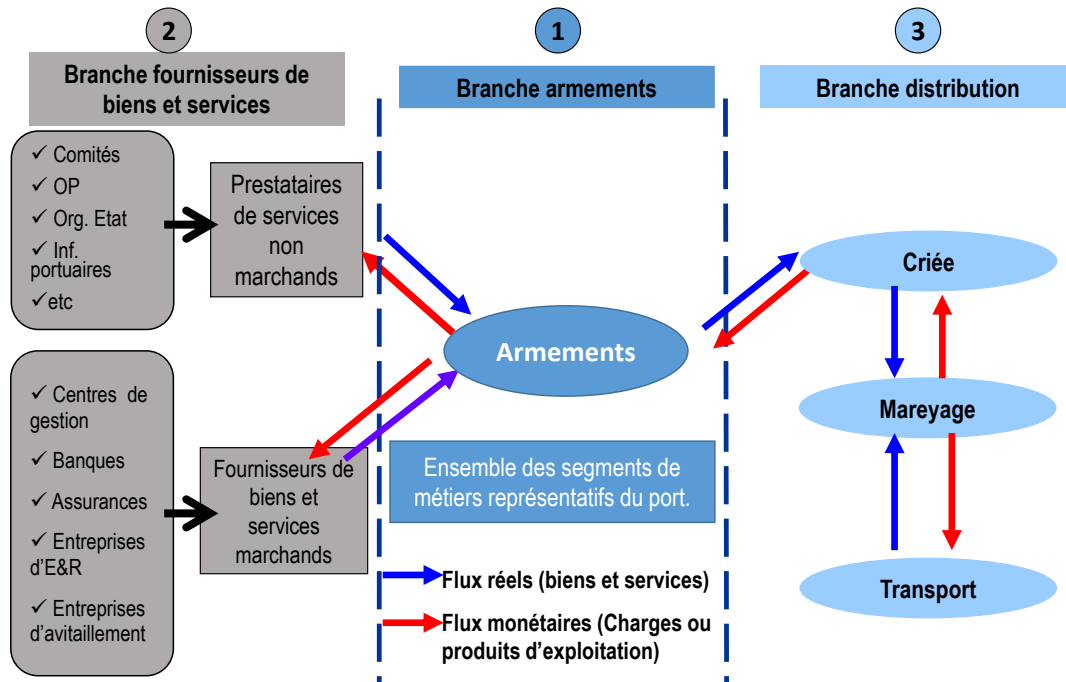 2
Branche fournisseurs de
biens et services
✓ Comités
✓ OP
✓ Org. Etat
✓ Inf.
portuaires
✓etc
Prestataires
de services
non
marchands
✓ Centres de
gestion
✓ Banques
✓ Assurances
✓ Entreprises
d'E&R
✓ Entreprises
d'avitaillement
Fournisseurs de
biens et
services
marchands
1
Branche armements
Armements
Ensemble des segments de
métiers représentatifs du port.
Flux réels (biens et services)
Flux monétaires (Charges ou
produits d'exploitation)
3
Branche distribution
Criée
Mareyage
Transport